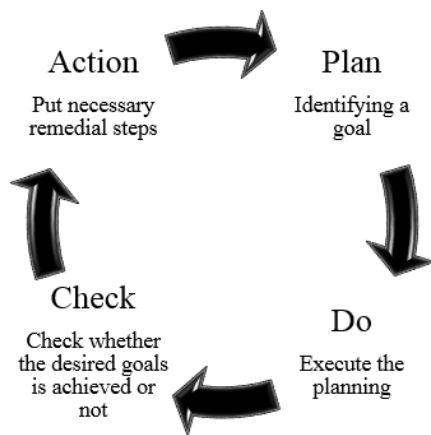 Action
Put necessary
remedial steps
Plan
Identifying a
goal
Do
Execute the
planning
Check
Check whether
the desired goals
is achieved or
not